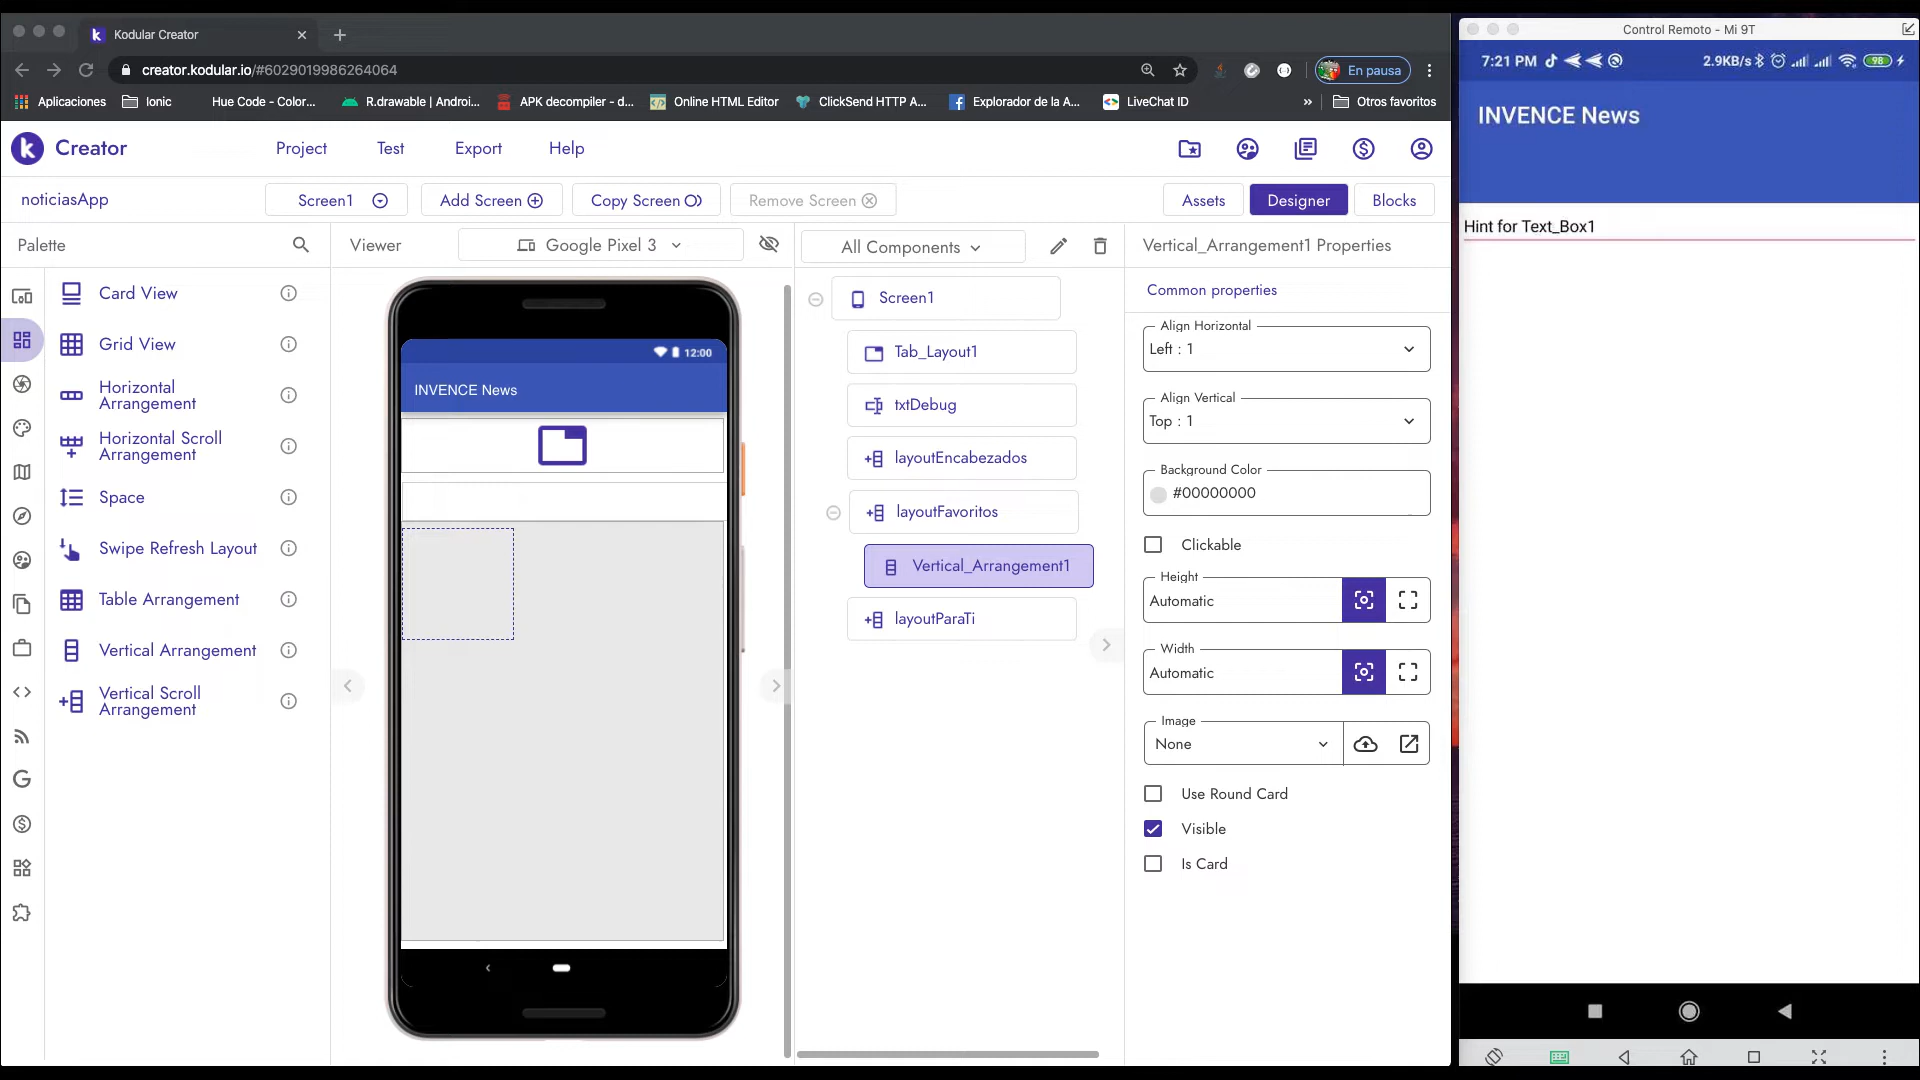 Kodular Creator
creator.kodular.io/#6029019986264064
En pausa
Aplicaciones
Ionic
Hue Code - Color...
R.drawable | Androi...
APK decompiler - d...
Online HTML Editor
ClickSend HTTP A...
Explorador de la A...
LiveChat ID
»
Otros favoritos
Creator
Project
Test
Export
Help
noticiasApp
Screen1
Add Screen
Copy Screen
Remove Screen
Assets
Designer
Blocks
Palette
Card View
Grid View
Horizontal
Arrangement
Horizontal Scroll
Arrangement
Space
Swipe Refresh Layout
Table Arrangement
Vertical Arrangement
Vertical Scroll
Arrangement
Viewer
Google Pixel 3
12:00
INVENCE News
All Components
Screen1
Tab_Layout1
txtDebug
layoutEncabezados
layoutFavoritos
Vertical_Arrangement1
layoutParaTi
Vertical_Arrangement1 Properties
Common properties
Align Horizontal
Left : 1
Align Vertical
Top : 1
Background Color
#00000000
Clickable
Height
Automatic
Width
Automatic
Image
None
Use Round Card
Visible
Is Card
Control Remoto - Mi 9T
7:21 PM
2.9KB/s
98
INVENCE News
Hint for Text_Box1